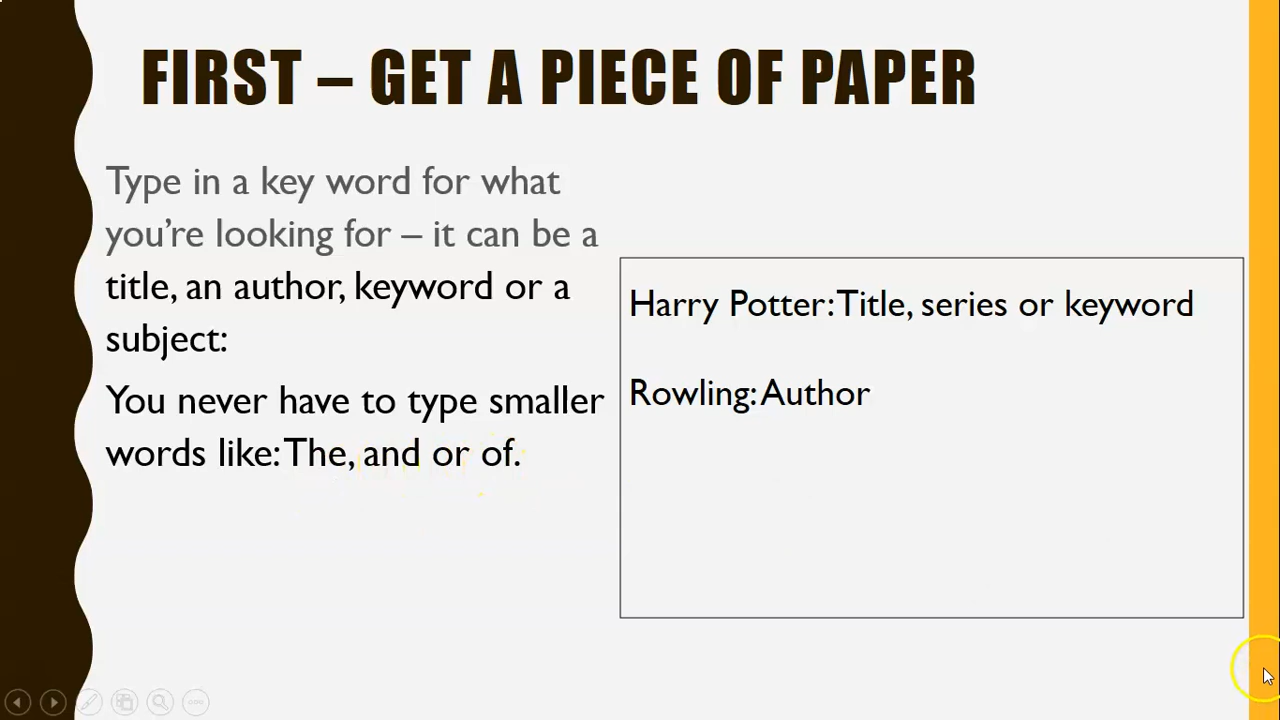 FIRST – GET A PIECE OF PAPER
Type in a key word for what
you're looking for – it can be a
title, an author, keyword or a
subject:
You never have to type smaller
words like: The, and or of.
Harry Potter: Title, series or keyword
Rowling: Author